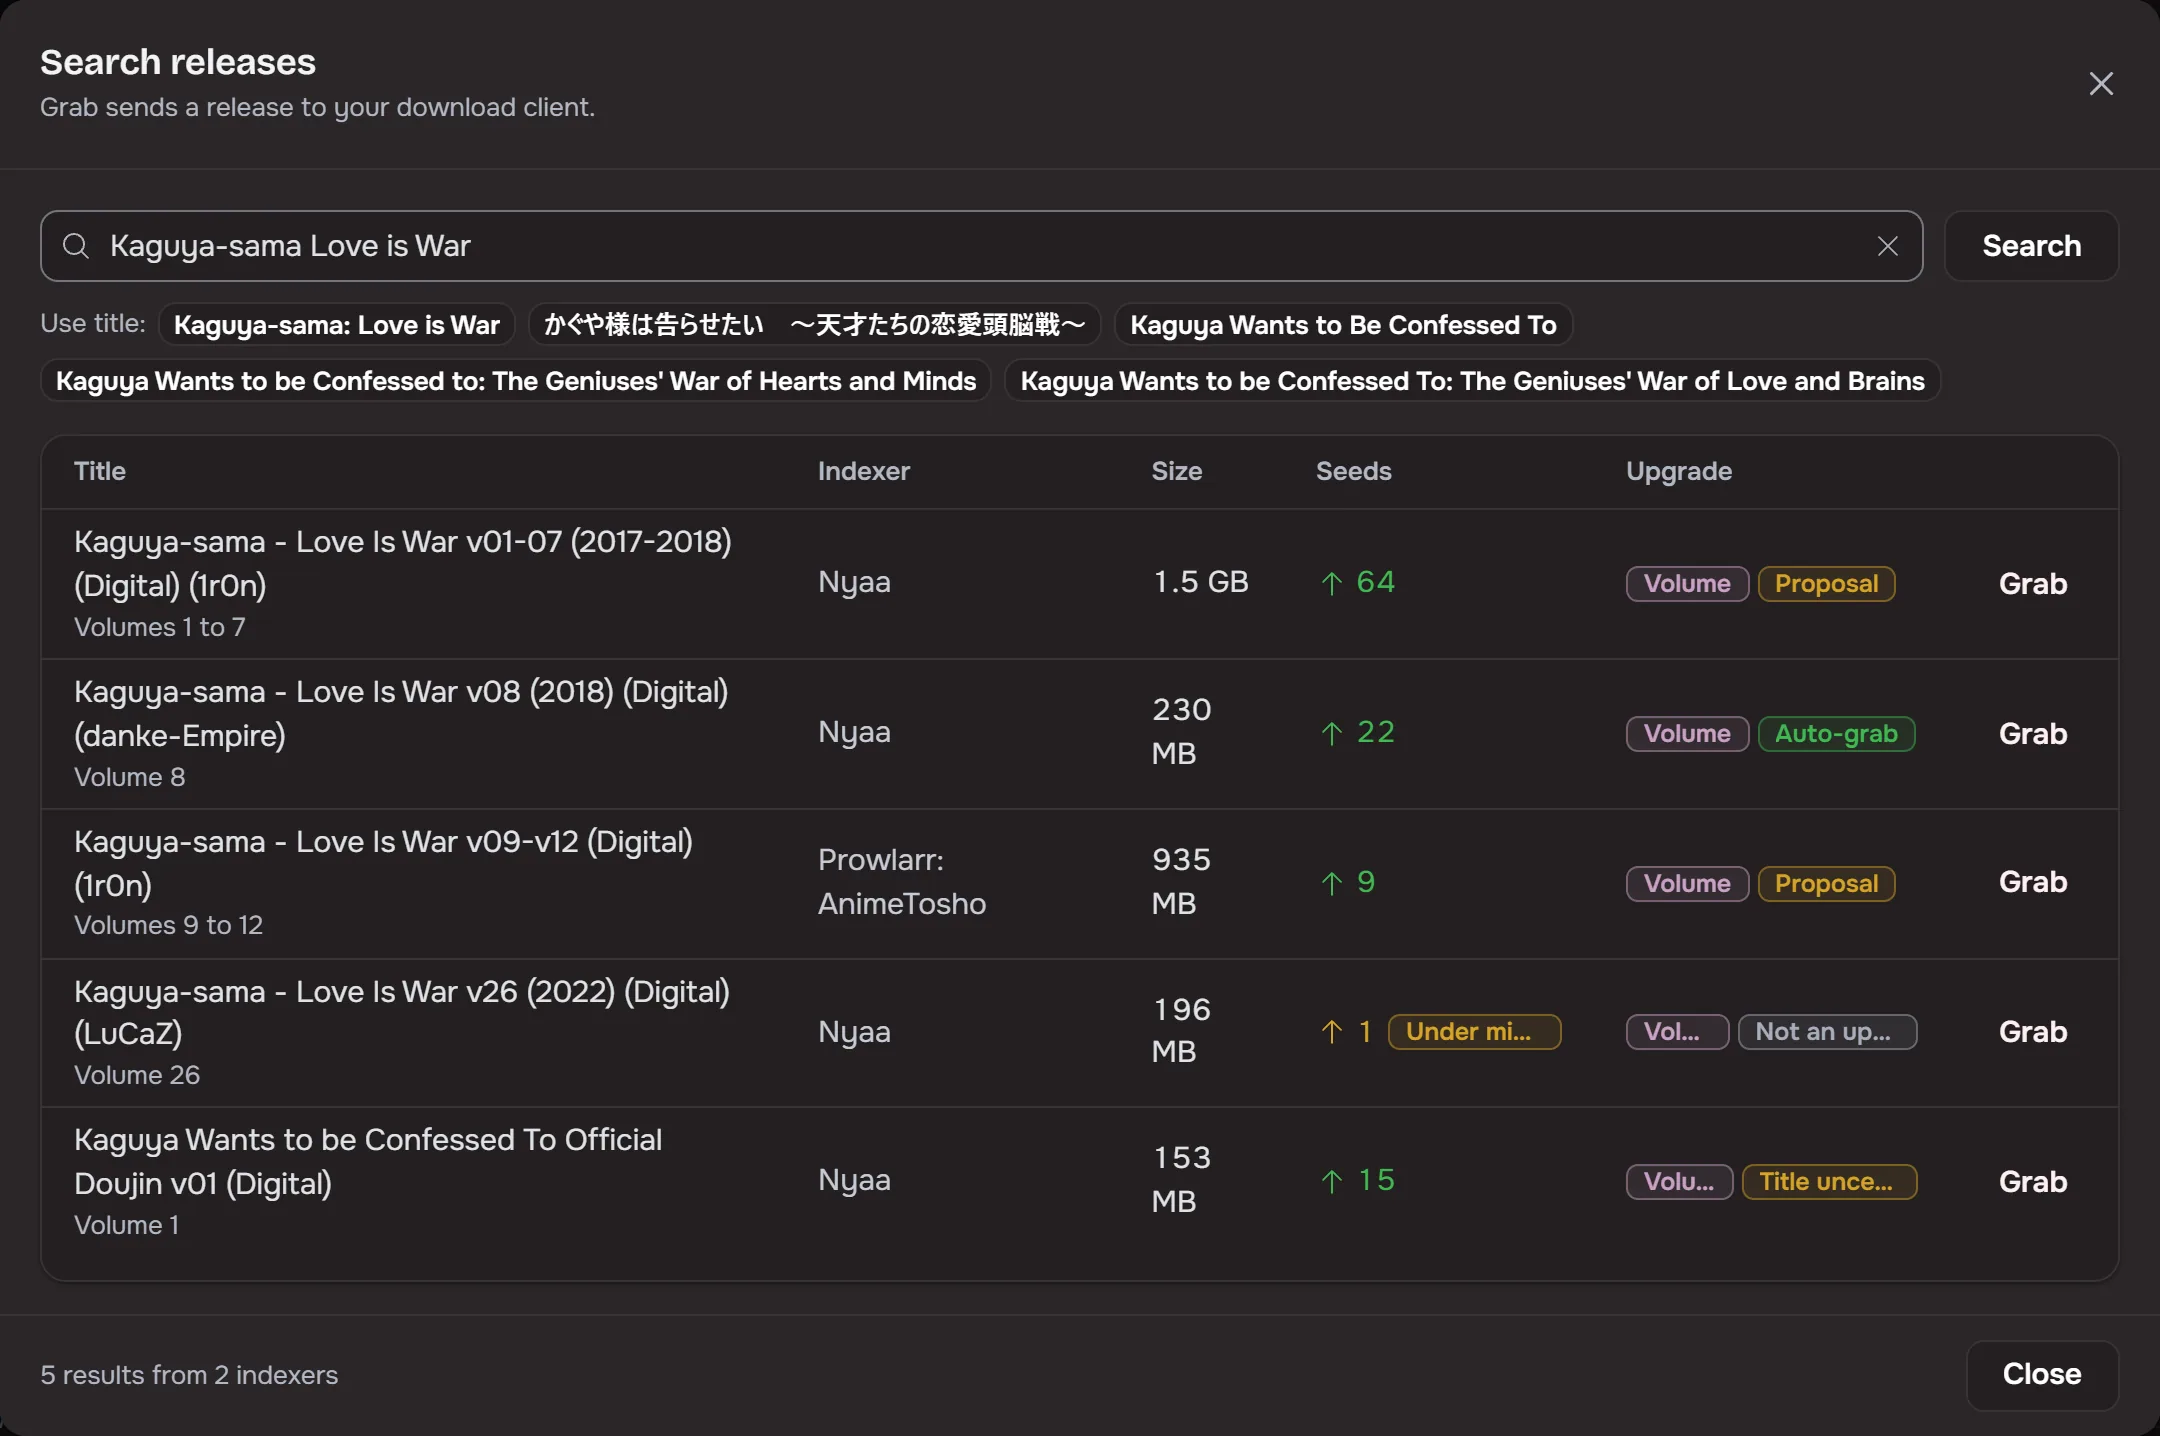 Search releases
Grab sends a release to your download client.
Kaguya-sama Love is War
Search
Use title: Kaguya-sama: Love is War かぐや様は告らせたい　～天才たちの恋愛頭脳戦～ Kaguya Wants to Be Confessed To
Kaguya Wants to be Confessed to: The Geniuses' War of Hearts and Minds Kaguya Wants to be Confessed To: The Geniuses' War of Love and Brains
Title Indexer Size Seeds Upgrade
Kaguya-sama - Love Is War v01-07 (2017-2018)
(Digital) (1r0n)
Volumes 1 to 7
Nyaa
1.5 GB
↑ 64
Volume Proposal
Grab
Kaguya-sama - Love Is War v08 (2018) (Digital)
(danke-Empire)
Volume 8
Nyaa
230
MB
↑ 22
Volume Auto-grab
Grab
Kaguya-sama - Love Is War v09-v12 (Digital)
(1r0n)
Volumes 9 to 12
Prowlarr:
AnimeTosho
935
MB
↑ 9
Volume Proposal
Grab
Kaguya-sama - Love Is War v26 (2022) (Digital)
(LuCaZ)
Volume 26
Nyaa
196
MB
↑ 1 Under mi...
Vol... Not an up...
Grab
Kaguya Wants to be Confessed To Official
Doujin v01 (Digital)
Volume 1
Nyaa
153
MB
↑ 15
Volu... Title unce...
Grab
5 results from 2 indexers
Close